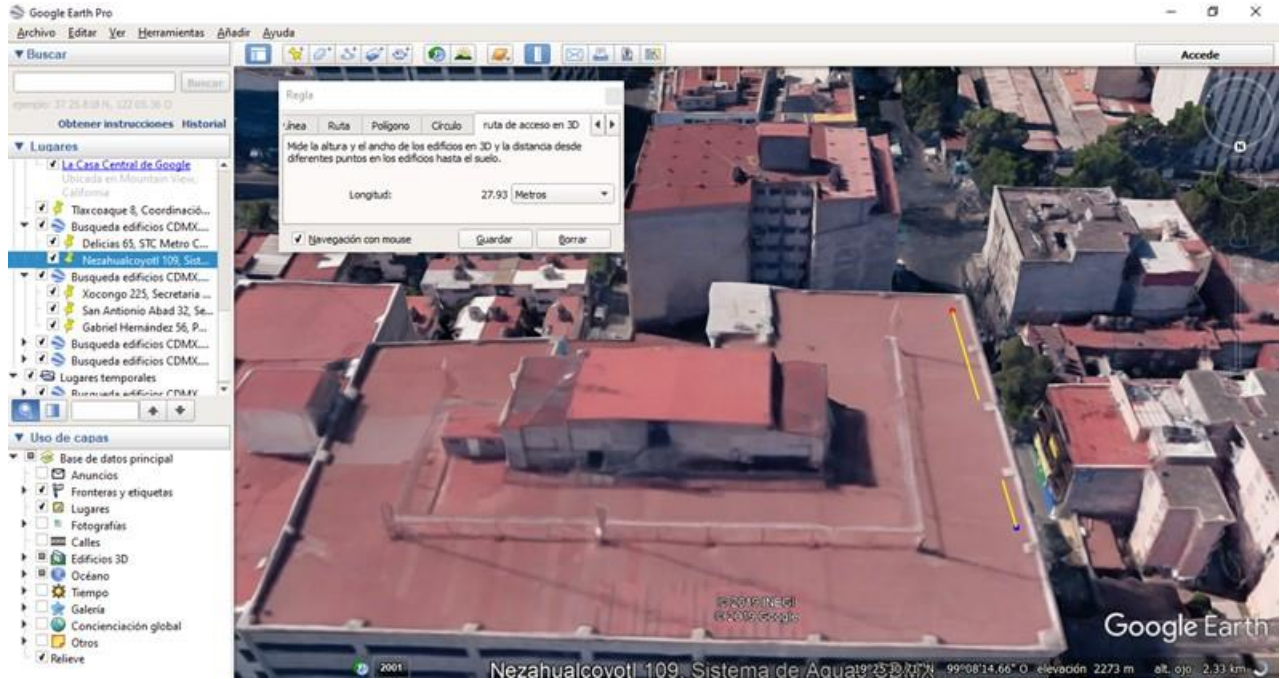 Google Earth Pro
Archivo Editar Ver Herramientas Añadir Ayuda
Buscar
Accede
Buscar
Obtener instrucciones Historial
Lugares
La Casa Central de Google
Ubicada en Mountain View,
California
Tlaxcoaque 8, Coordinació...
Busqueda edificios CDMX....
Delicias 65, STC Metro C...
Nezahualcoyotl 109, Sist...
Busqueda edificios CDMX....
Xocongo 225, Secretaria ...
San Antonio Abad 32, Se...
Gabriel Hernández 56, P...
Busqueda edificios CDMX....
Busqueda edificios CDMX....
Lugares temporales
Busqueda edificios CDMX
Uso de capas
Base de datos principal
Anuncios
Fronteras y etiquetas
Lugares
Fotografías
Calles
Edificios 3D
Océano
Tiempo
Galería
Concienciación global
Otros
Relieve
Regla
Línea Ruta Polígono Círculo ruta de acceso en 3D
Mide la altura y el ancho de los edificios en 3D y la distancia desde
diferentes puntos en los edificios hasta el suelo.
Longitud: 27.93 Metros
Navegación con mouse Guardar Borrar
N
© 2019 INEGI
© 2019 Google
Google Earth
2001
Nezahualcoyotl 109, Sistema de Aguas CDMX
99°08'14.66" O elevación 2273 m alt. ojo 2.33 km